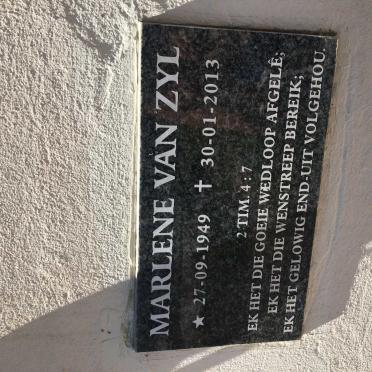 MARLENE VAN ZYL
★ 27-09-1949 ✝ 30-01-2013
2 TIM. 4 : 7
EK HET DIE GOEIE WEDLOOP AFGELÊ;
EK HET DIE WENSTREEP BEREIK;
EK HET GELOWIG END-UIT VOLGEHOU.